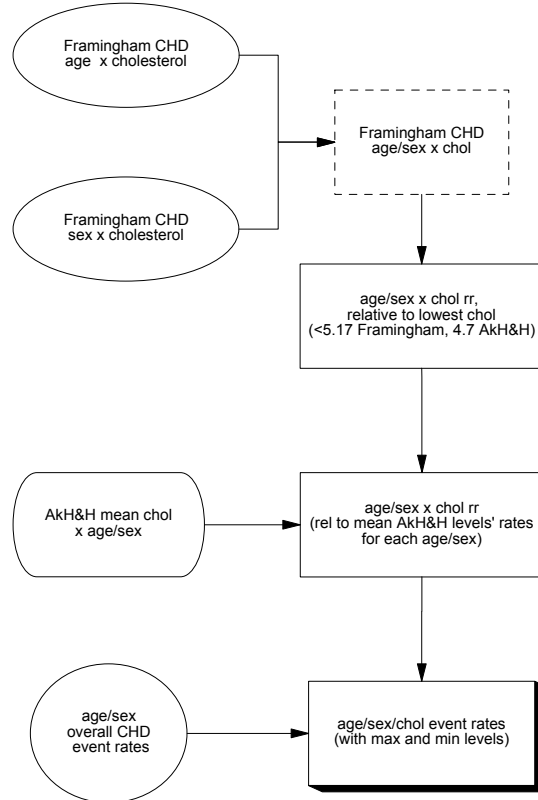 Framingham CHD
age x cholesterol
Framingham CHD
age/sex x chol
Framingham CHD
sex x cholesterol
age/sex x chol rr,
relative to lowest chol
(<5.17 Framingham, 4.7 AkH&H)
AkH&H mean chol
x age/sex
age/sex x chol rr
(rel to mean AkH&H levels' rates
for each age/sex)
age/sex
overall CHD
event rates
age/sex/chol event rates
(with max and min levels)